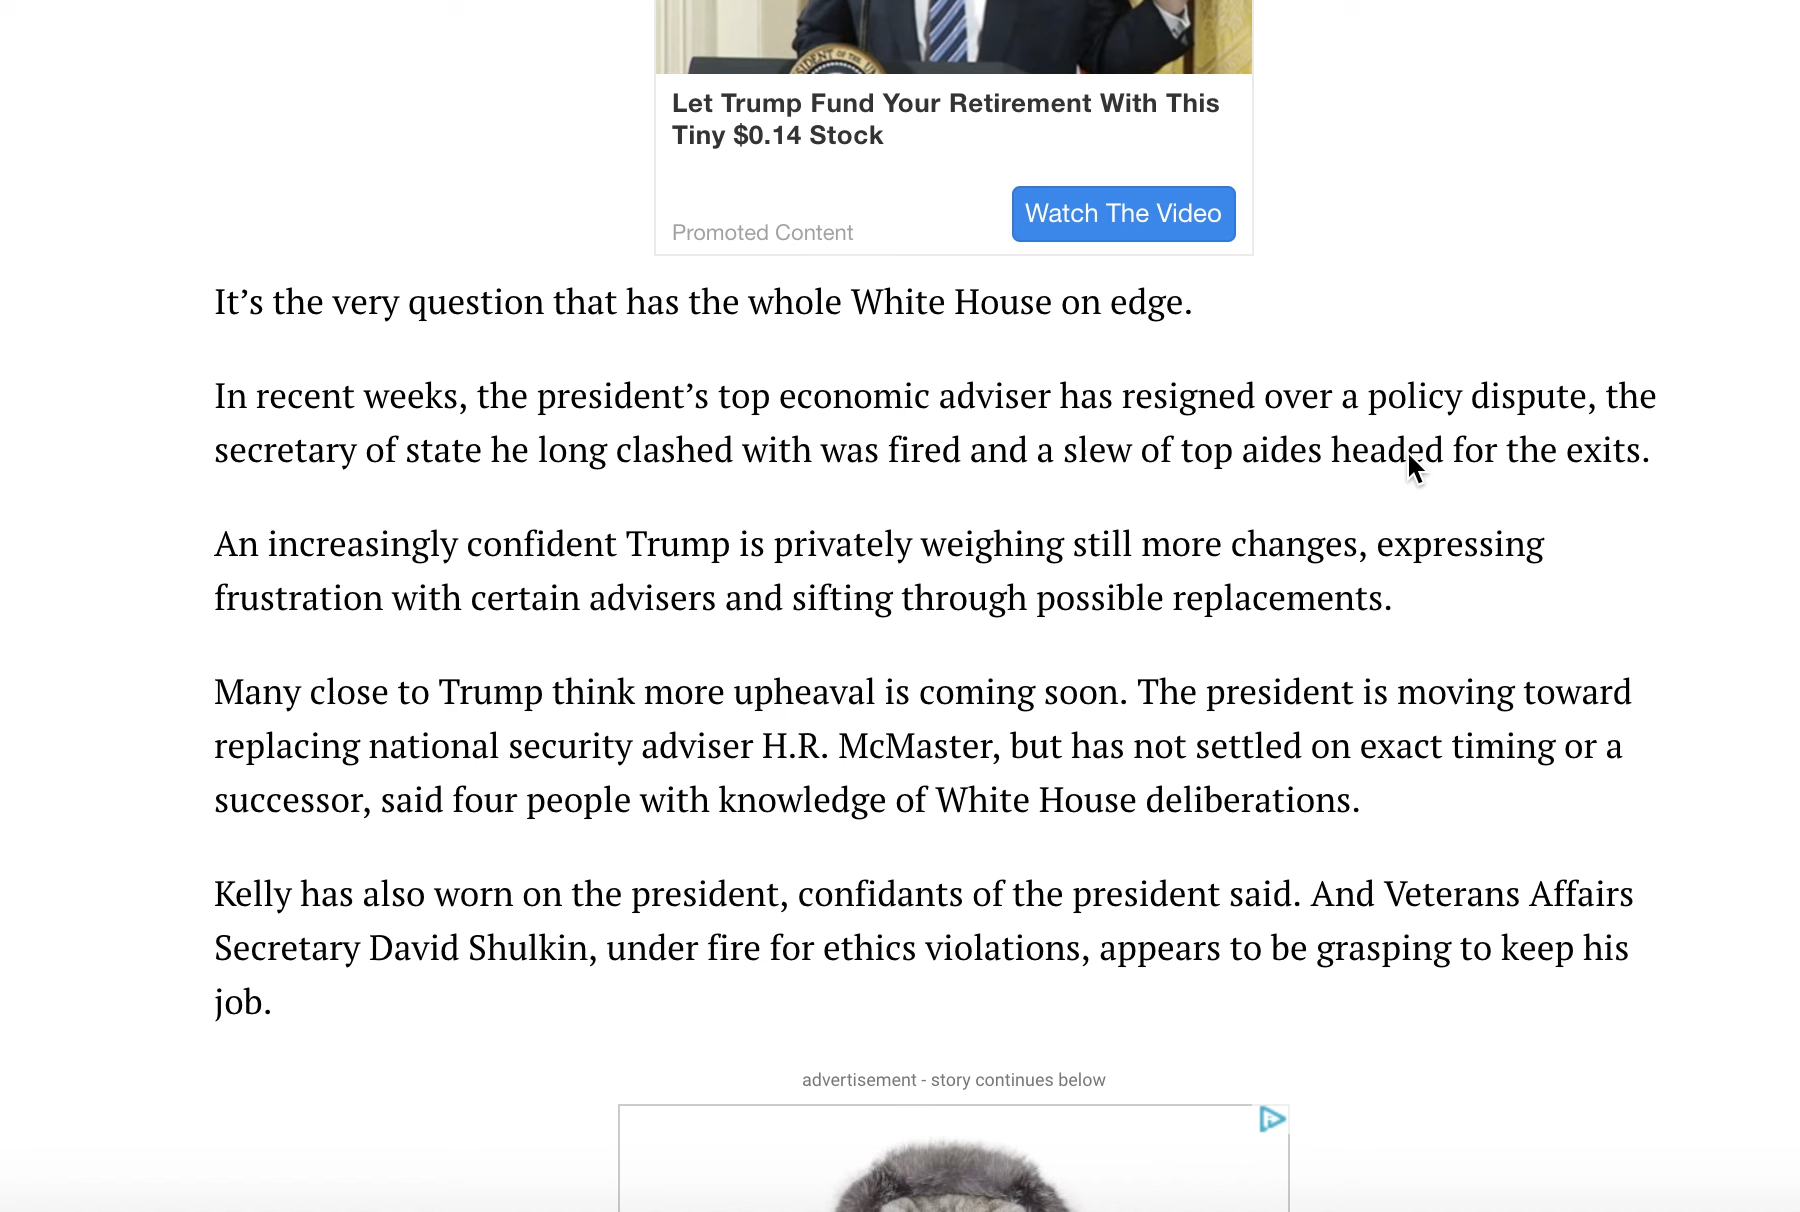 PRESIDENT OF THE UN
Let Trump Fund Your Retirement With This
Tiny $0.14 Stock
Watch The Video
Promoted Content
It’s the very question that has the whole White House on edge.
In recent weeks, the president’s top economic adviser has resigned over a policy dispute, the
secretary of state he long clashed with was fired and a slew of top aides headed for the exits.
An increasingly confident Trump is privately weighing still more changes, expressing
frustration with certain advisers and sifting through possible replacements.
Many close to Trump think more upheaval is coming soon. The president is moving toward
replacing national security adviser H.R. McMaster, but has not settled on exact timing or a
successor, said four people with knowledge of White House deliberations.
Kelly has also worn on the president, confidants of the president said. And Veterans Affairs
Secretary David Shulkin, under fire for ethics violations, appears to be grasping to keep his
job.
advertisement - story continues below